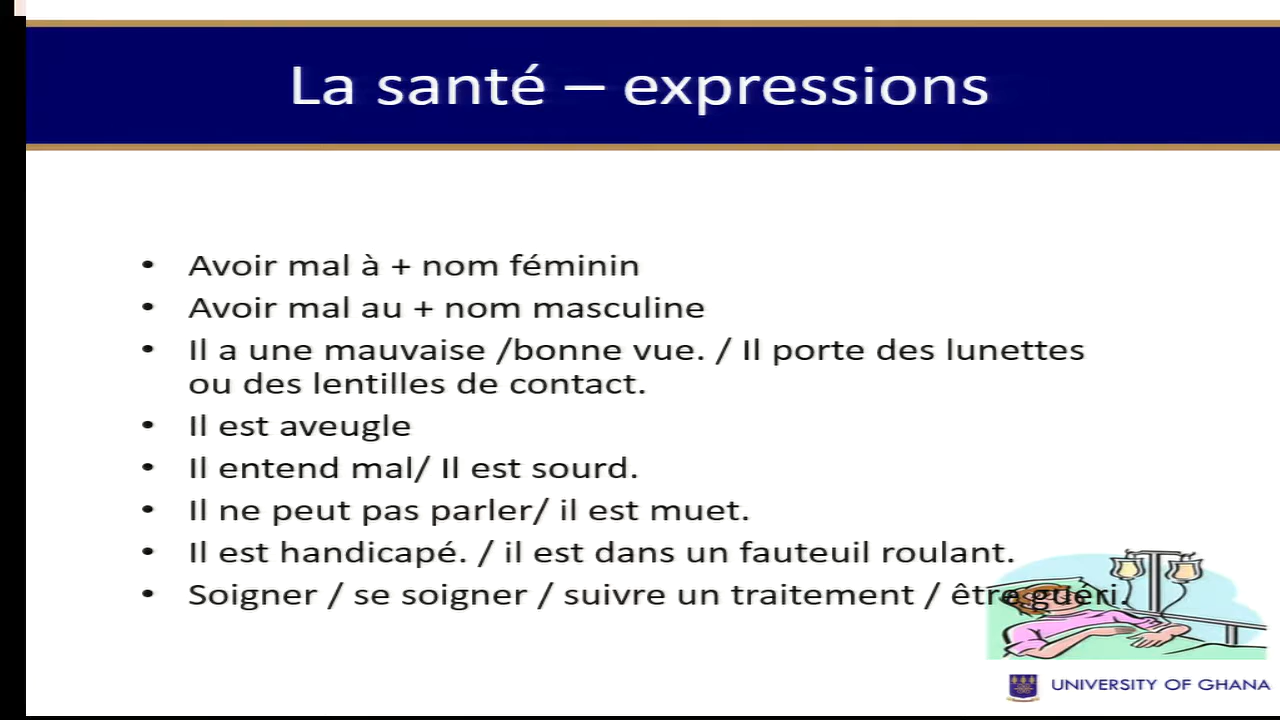 La santé – expressions
• Avoir mal à + nom féminin
• Avoir mal au + nom masculine
• Il a une mauvaise /bonne vue. / Il porte des lunettes
ou des lentilles de contact.
• Il est aveugle
• Il entend mal/ Il est sourd.
• Il ne peut pas parler/ il est muet.
• Il est handicapé. / il est dans un fauteuil roulant.
• Soigner / se soigner / suivre un traitement / être guéri.
UNIVERSITY OF GHANA